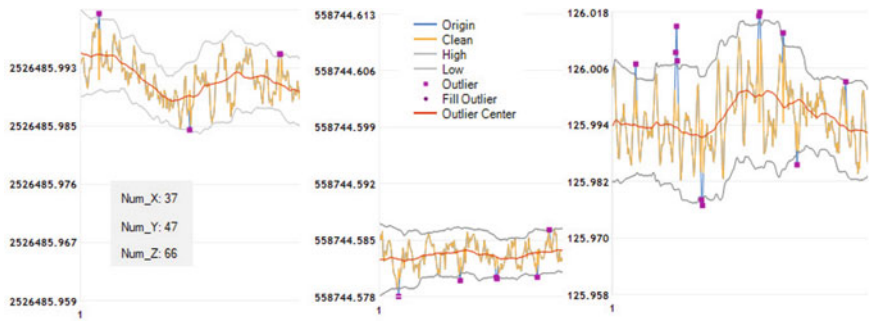 2526485.993
2526485.985
2526485.976
2526485.967
2526485.959
1
Num_X: 37
Num_Y: 47
Num_Z: 66
558744.613
558744.606
558744.599
558744.592
558744.585
558744.578
1
Origin
Clean
High
Low
Outlier
Fill Outlier
Outlier Center
126.018
126.006
125.994
125.982
125.970
125.958
1